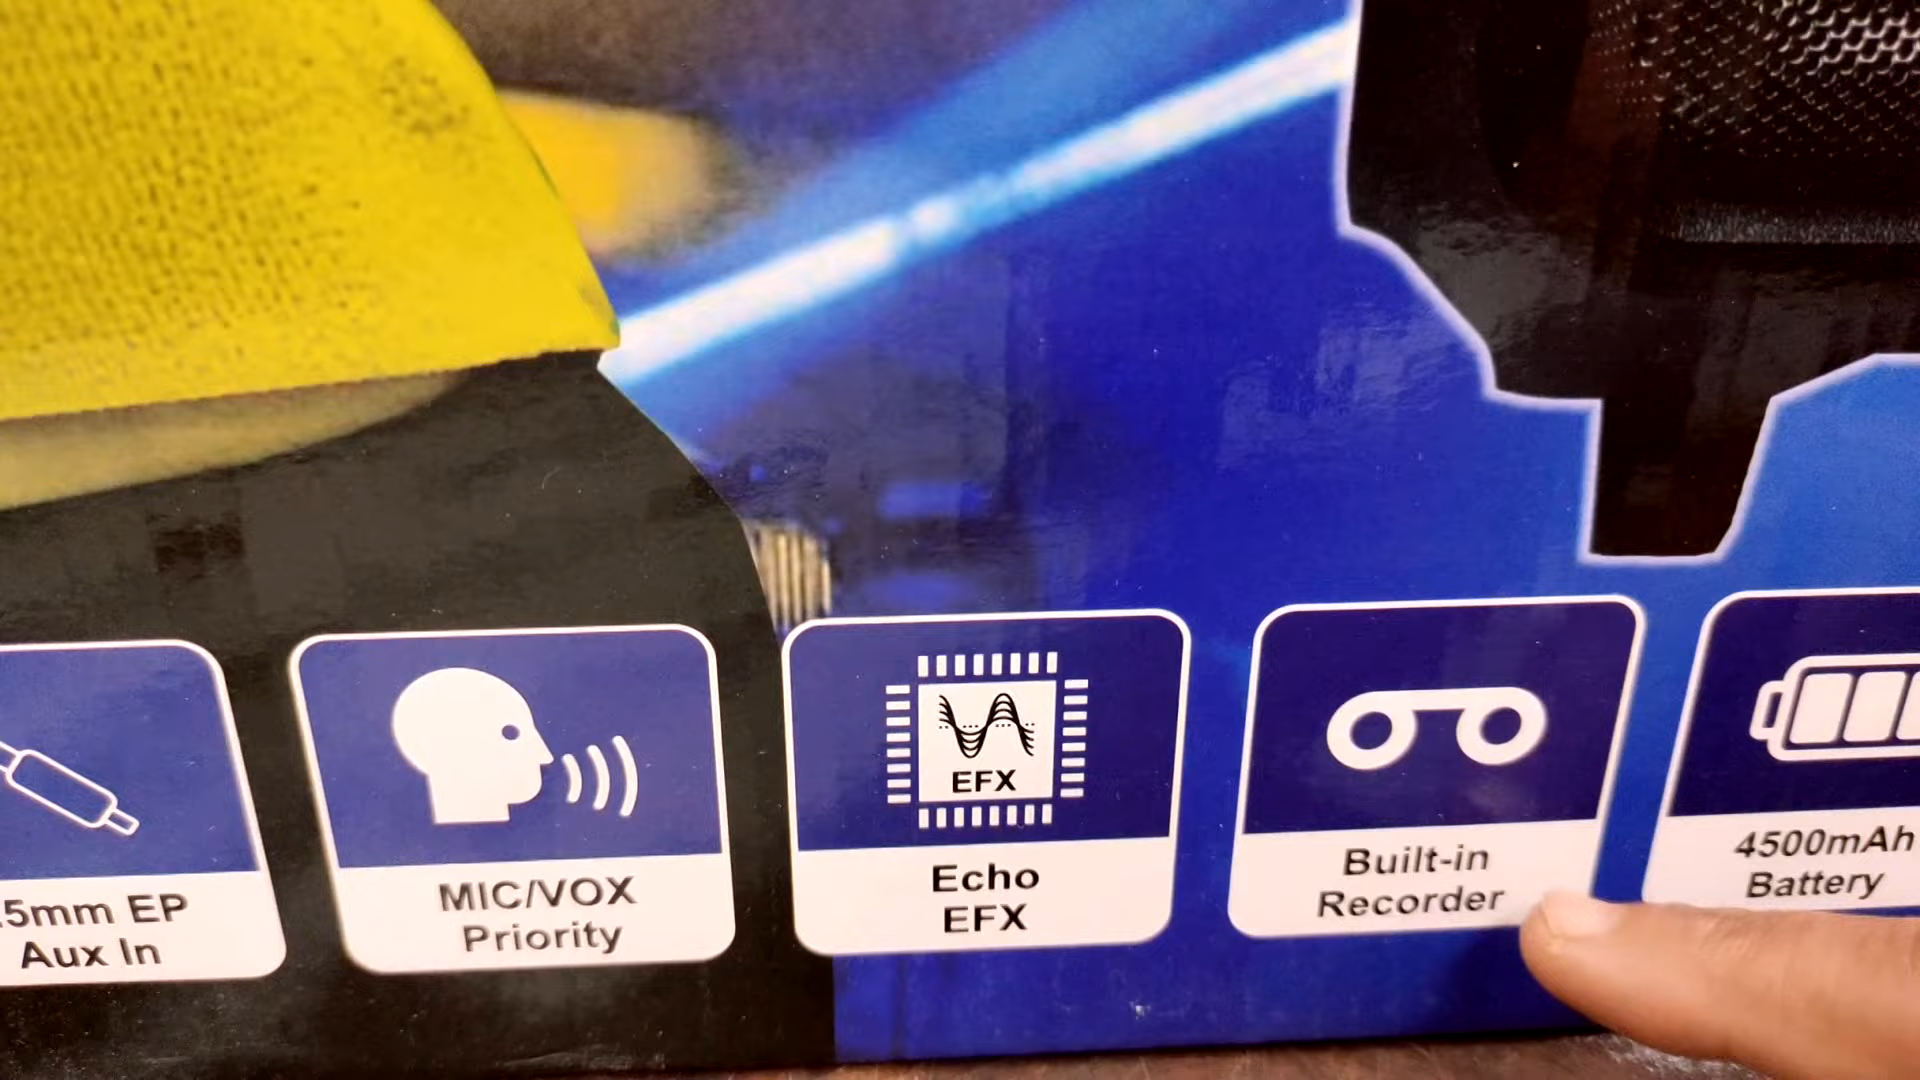 .5mm EP
Aux In
MIC/VOX
Priority
EFX
Echo
EFX
Built-in
Recorder
4500mAh
Battery